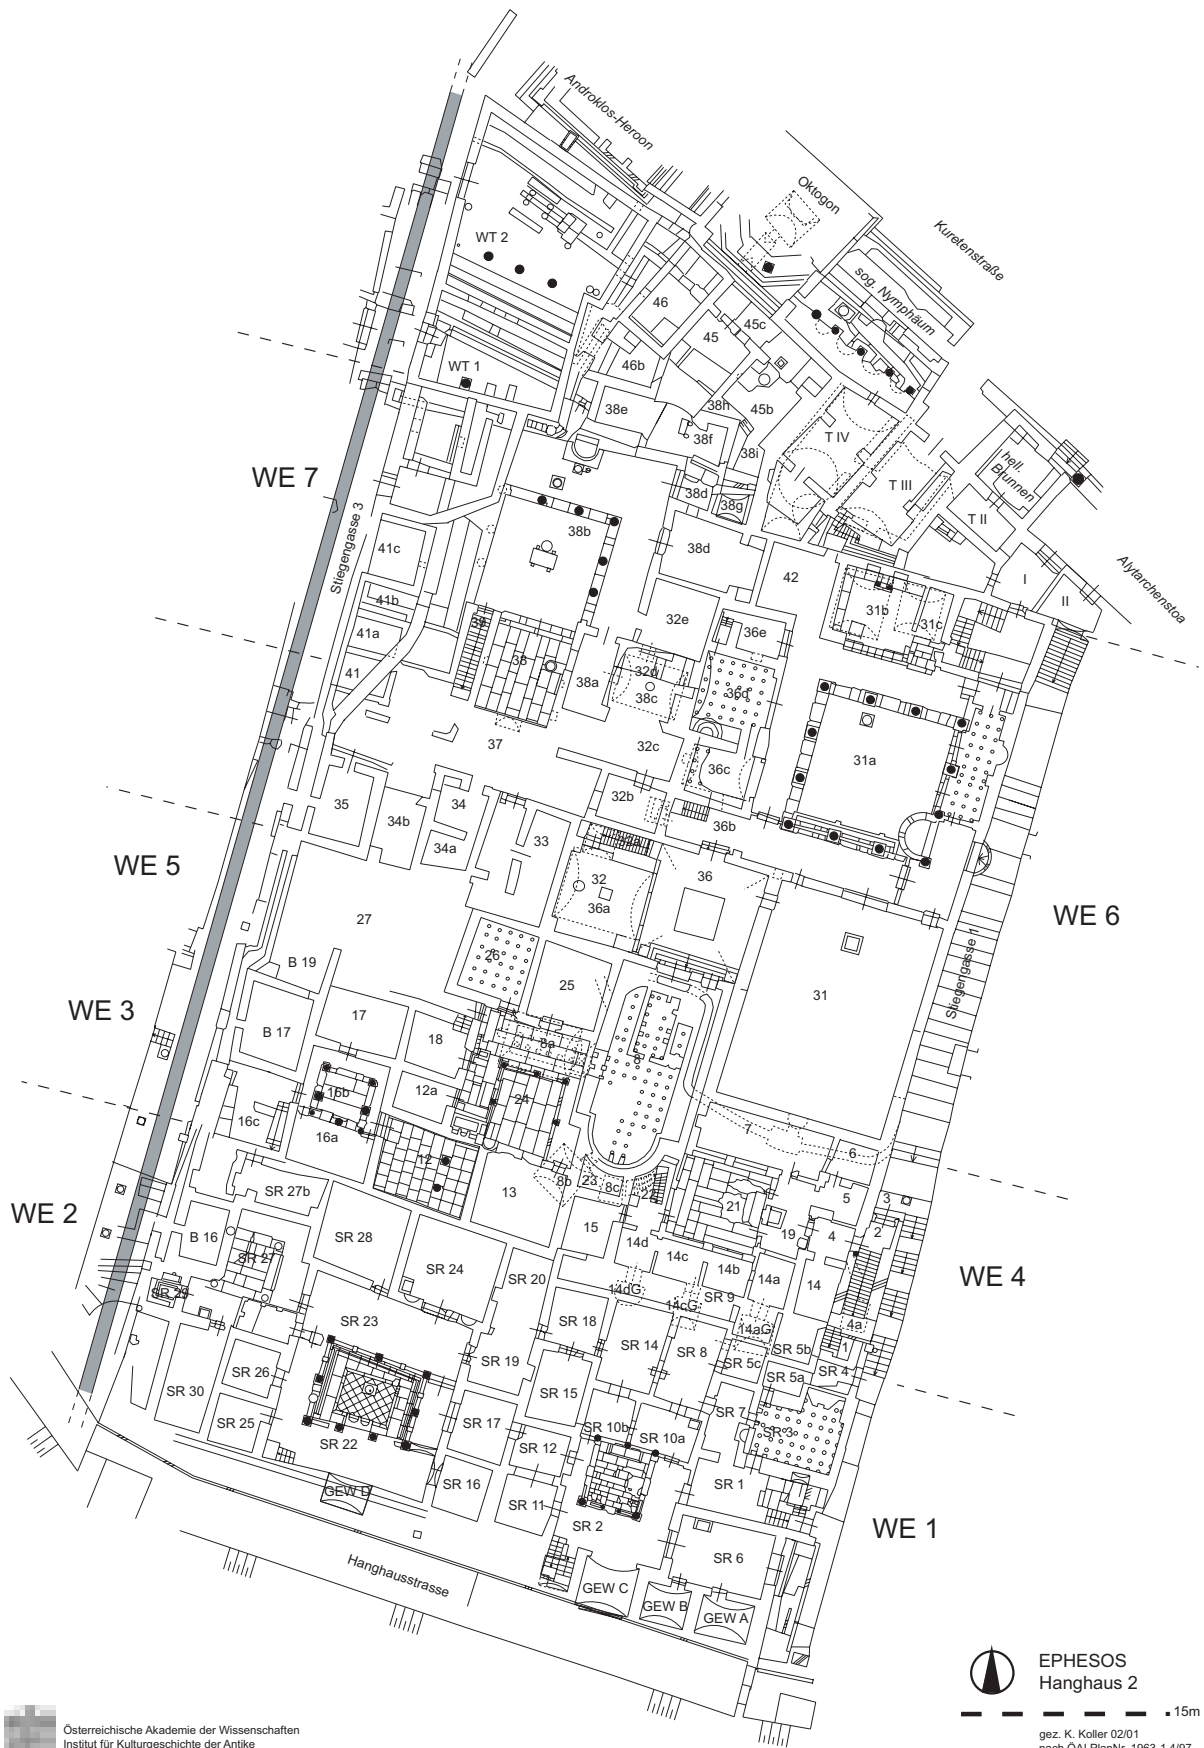 Androklos-Heroon
Oktogon
Kuretenstraße
sog. Nymphäum
WT 2
46
45c
45
46b
WT 1
45b
38e
38h
38f
T IV
38i
hell.
Brunnen
WE 7
T III
38d
38g
T II
38b
Stiegengasse 3
41c
38d
42
I
Alytarchenstoa
II
41b
31b
31c
39
32e
36e
41a
38
32d
36d
41
38a
38c
37
32c
31a
36c
35
34
32b
34b
36b
33
32a
34a
WE 5
32
36
36a
WE 6
27
26
B 19
25
31
Stiegengasse 1
WE 3
17
B 17
18
8a
8
16b
12a
24
16c
16a
7
12
6
8b
23
8c
22
SR 27b
13
5
3
21
WE 2
15
19
4
2
B 16
SR 28
14d
SR 27
SR 24
14c
14b
14a
14
WE 4
SR 20
SR 29
14dG
14cG
SR 9
4a
SR 23
SR 18
14aG
SR 14
SR 8
SR 5b
1
SR 19
SR 5c
SR 4
SR 26
SR 5a
SR 30
SR 15
SR 7
SR 25
SR 17
SR 10b
SR 10a
SR 3
SR 22
SR 12
SR 16
SR 1
GEW D
SR 11
SR 2
WE 1
SR 6
Hanghausstrasse
GEW C
GEW B
GEW A
EPHESOS
Hanghaus 2
15m
Österreichische Akademie der Wissenschaften
Institut für Kulturgeschichte der Antike
gez. K. Koller 02/01
nach ÖAI PlanNr. 1963-1 4/97